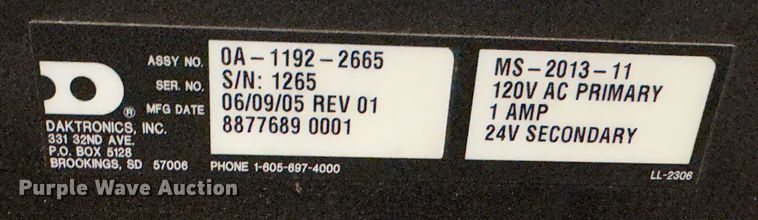 ASSY NO. 0A-1192-2665
SER. NO. S/N: 1265
MFG DATE 06/09/05 REV 01
8877689 0001
MS-2013-11
120V AC PRIMARY
1 AMP
24V SECONDARY
®
DAKTRONICS, INC.
331 32ND AVE.
P.O. BOX 5128
BROOKINGS, SD 57006
PHONE 1-605-697-4000
LL-2306
Purple Wave Auction